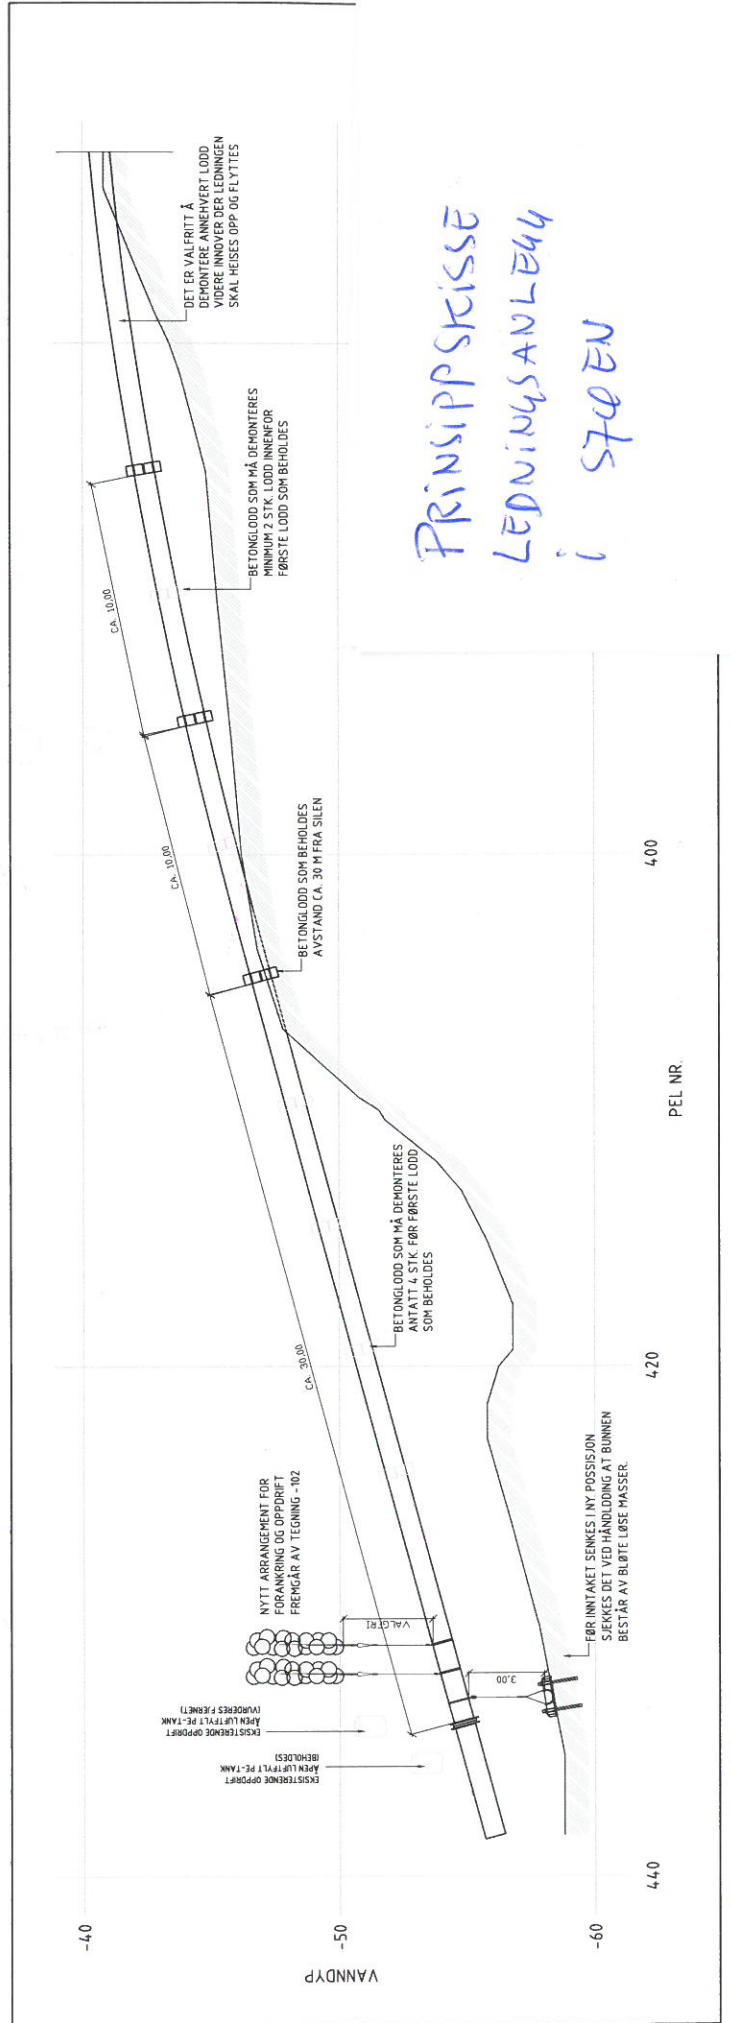 DET ER VALFRITT Å
DEMONTERE ANNEHVERT LODD
VIDERE INNOVER DER LEDNINGEN
SKAL HEISES OPP OG FLYTTES
BETONGLODD SOM MÅ DEMONTERES
MINIMUM 2 STK. LODD INNENFOR
FØRSTE LODD SOM BEHOLDES
CA. 10,00
CA. 10,00
BETONGLODD SOM BEHOLDES
AVSTAND CA. 30 M FRA SILEN
BETONGLODD SOM MÅ DEMONTERES
ANTATT 4 STK. FØR FØRSTE LODD
SOM BEHOLDES
CA. 30,00
NYTT ARRANGEMENT FOR
FORANKRING OG OPPDRIFT
FREMGÅR AV TEGNING -102
VALGFRI
3,00
EKSISTERENDE OPPDRIFT
ÅPEN LUFTFYLT PE-TANK
(VURDERES FJERNET)
EKSISTERENDE OPPDRIFT
ÅPEN LUFTFYLT PE-TANK
(BEHOLDES)
FØR INNTAKET SENKES I NY POSSISJON
SJEKKES DET VED HÅNDLODDING AT BUNNEN
BESTÅR AV BLØTE LØSE MASSER.
-40
-50
-60
VANNDYP
400
420
440
PEL NR.
PRINSIPPSKISSE
LEDNINGSANLEGG
i SJØEN